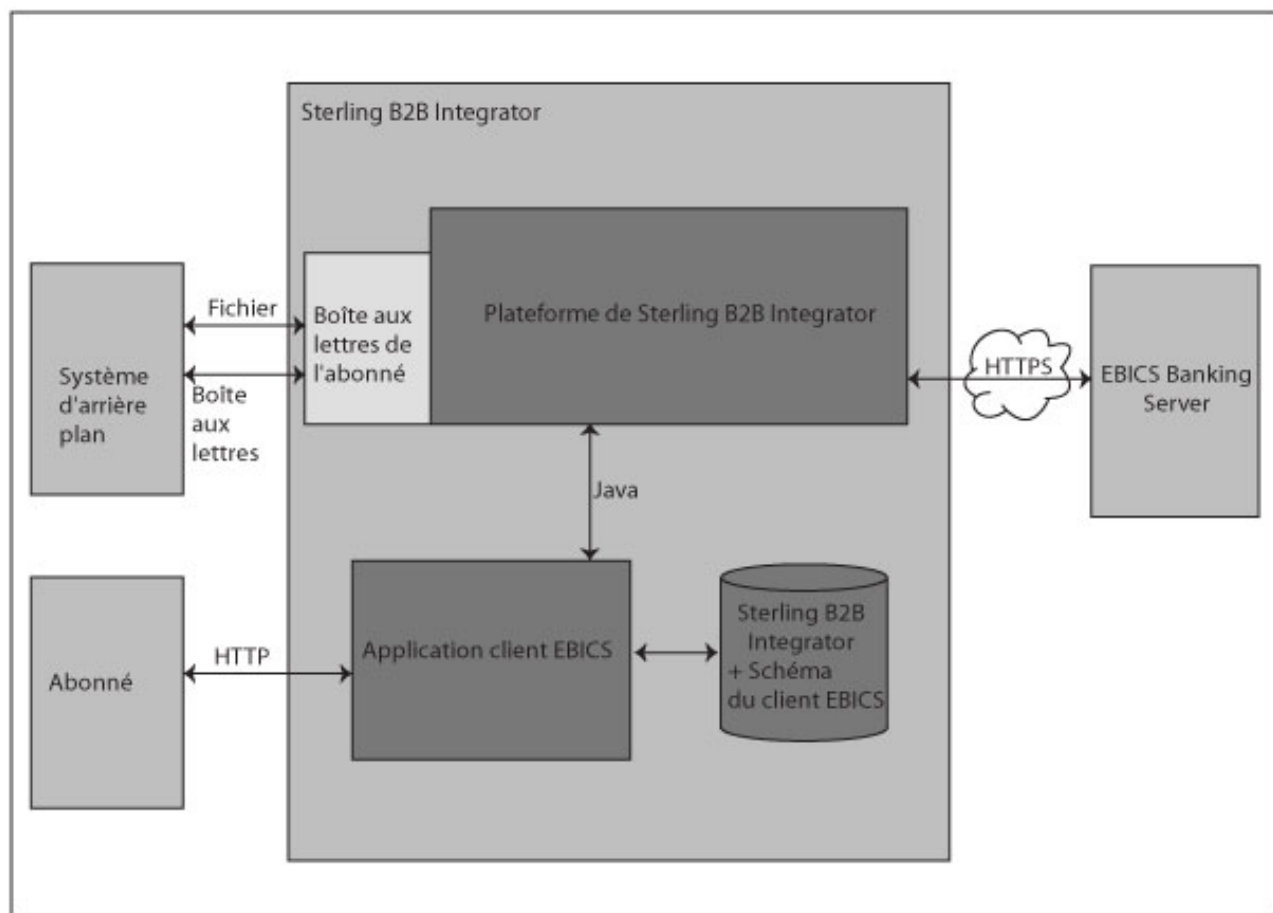 Sterling B2B Integrator
Plateforme de Sterling B2B Integrator
Boîte aux
lettres de
l'abonné
Fichier
Boîte
aux
lettres
Système
d'arrière
plan
HTTPS
EBICS Banking
Server
Java
Abonné
HTTP
Application client EBICS
Sterling B2B
Integrator
+ Schéma
du client EBICS